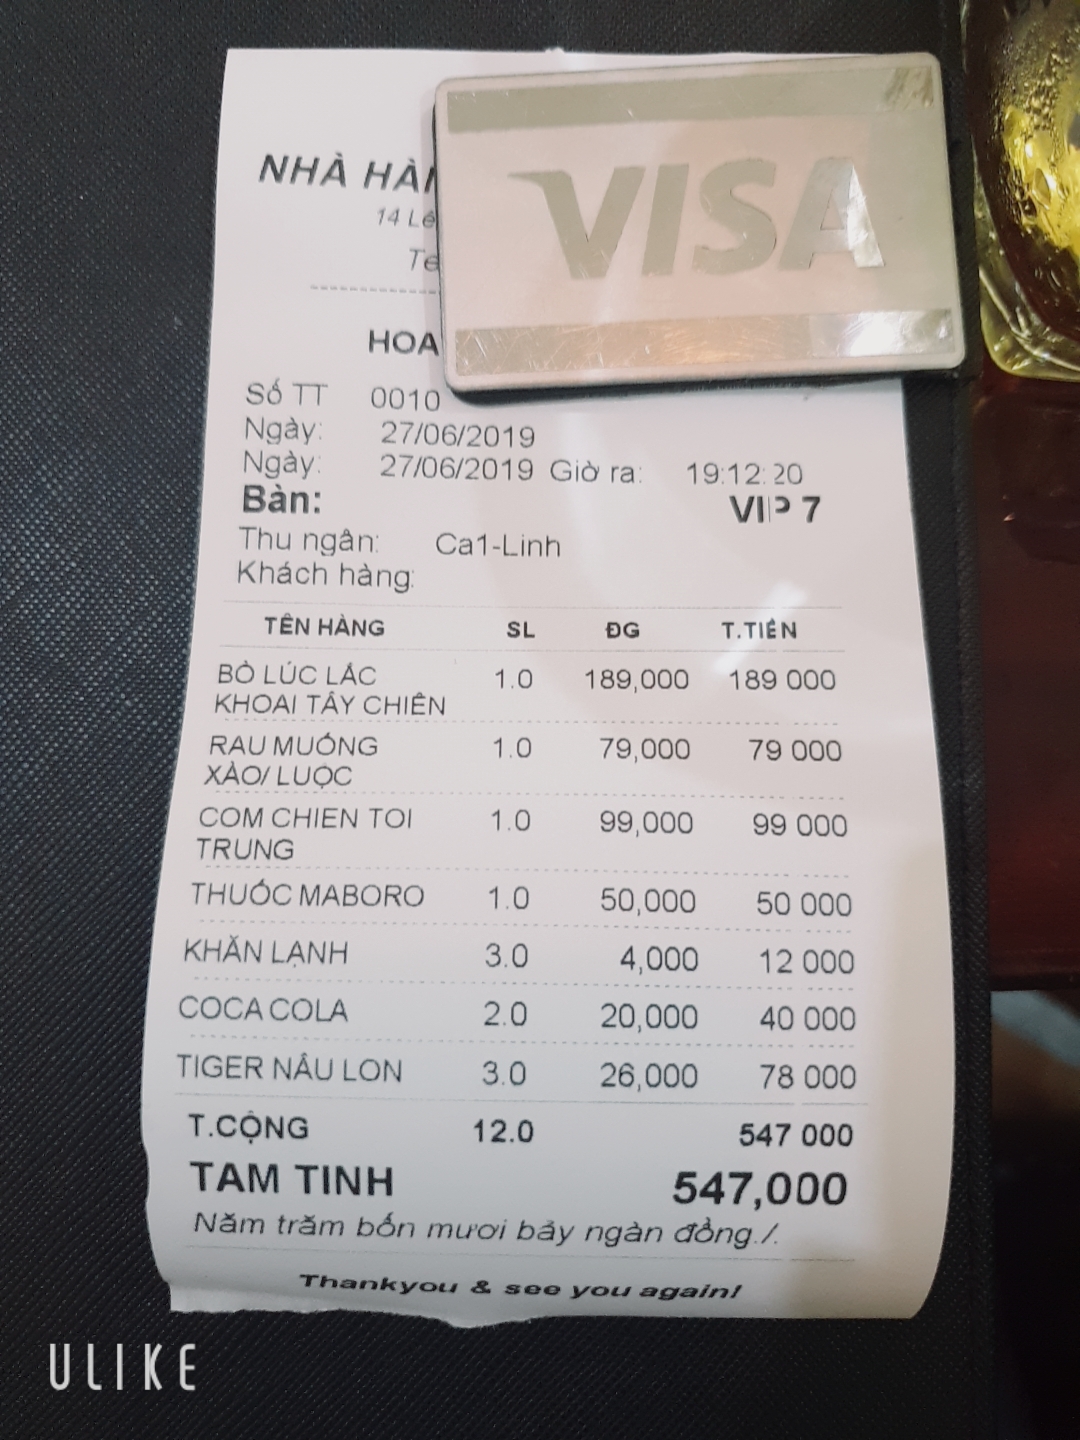 NHÀ HÀN
VISA
14 Lê
Te
HOA
Số TT 0010
Ngày: 27/06/2019
Ngày: 27/06/2019 Giờ ra: 19:12:20
Bàn: VIP 7
Thu ngân: Ca1-Linh
Khách hàng:
TÊN HÀNG SL ĐG T.TIỀN
BÒ LÚC LẮC 1.0 189,000 189 000
KHOAI TÂY CHIÊN
RAU MUỐNG 1.0 79,000 79 000
XÀO/ LUỘC
COM CHIEN TOI 1.0 99,000 99 000
TRUNG
THUỐC MABORO 1.0 50,000 50 000
KHĂN LẠNH 3.0 4,000 12 000
COCA COLA 2.0 20,000 40 000
TIGER NÂU LON 3.0 26,000 78 000
T.CỘNG 12.0 547 000
TAM TINH 547,000
Năm trăm bốn mươi bảy ngàn đồng./.
Thankyou & see you again!
ULIKE